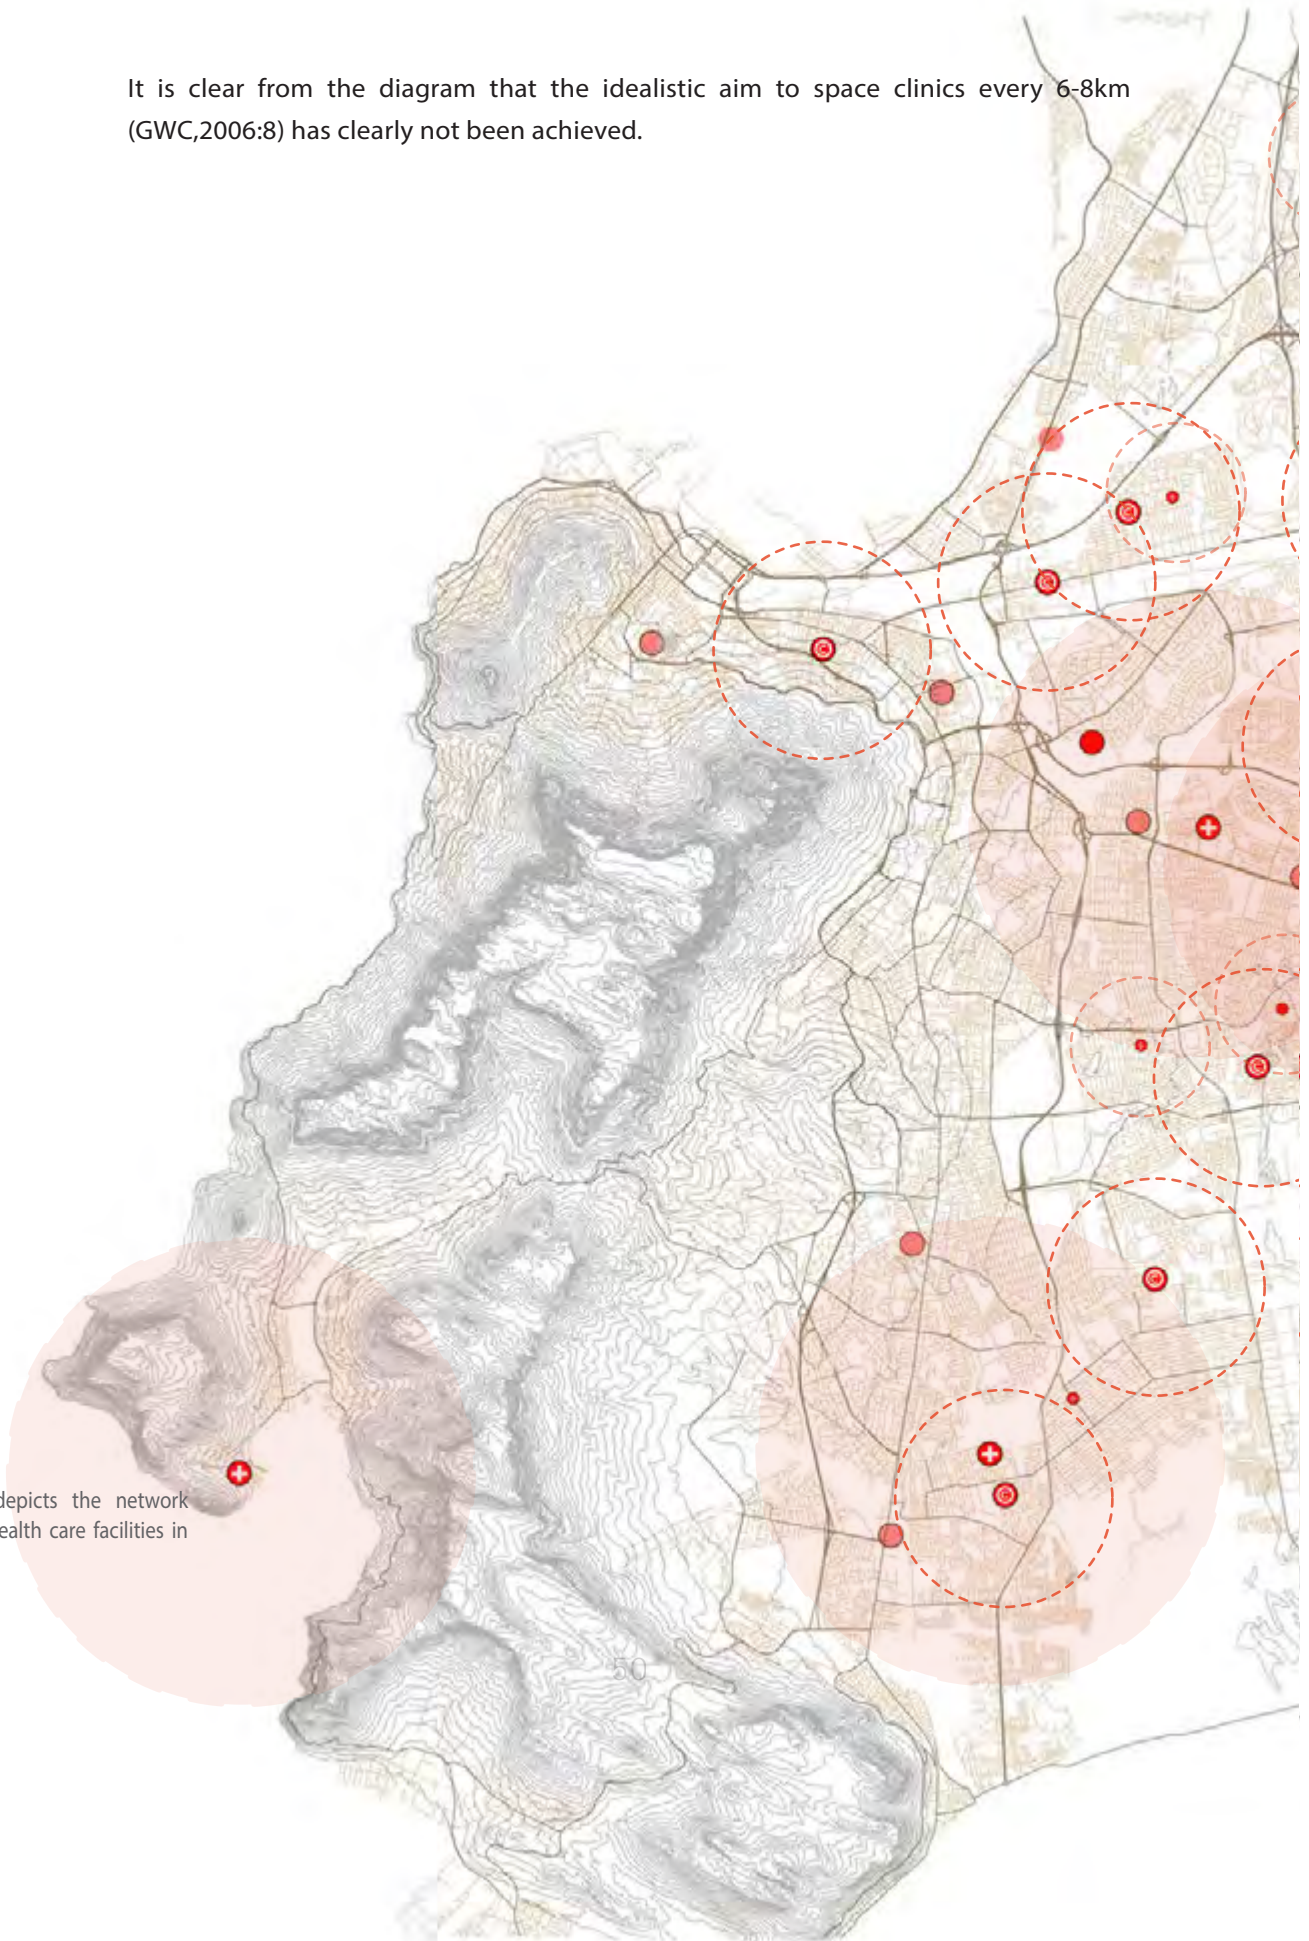 It is clear from the diagram that the idealistic aim to space clinics every 6-8km
(GWC,2006:8) has clearly not been achieved.
C
C
C
C
C
C
depicts the network
ealth care facilities in
50